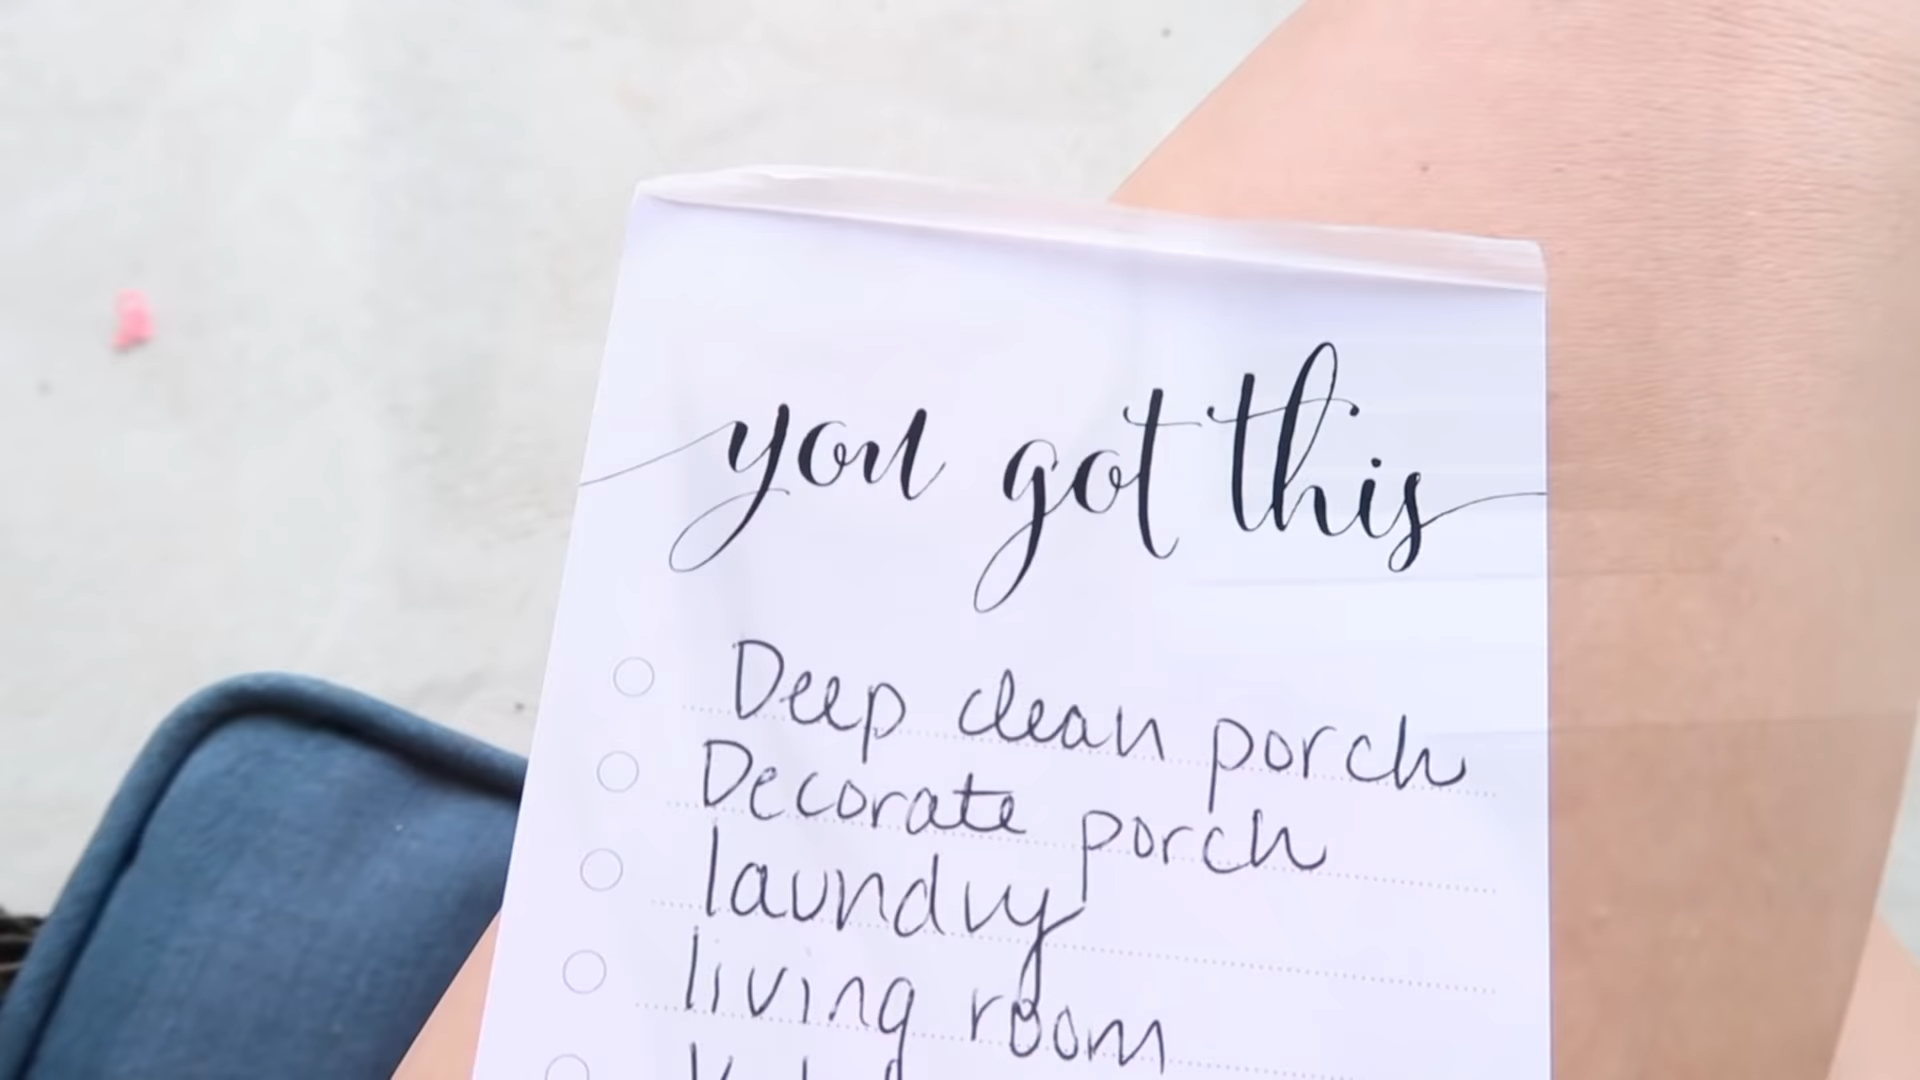 you got this
Deep clean porch
Decorate porch
laundry
living room